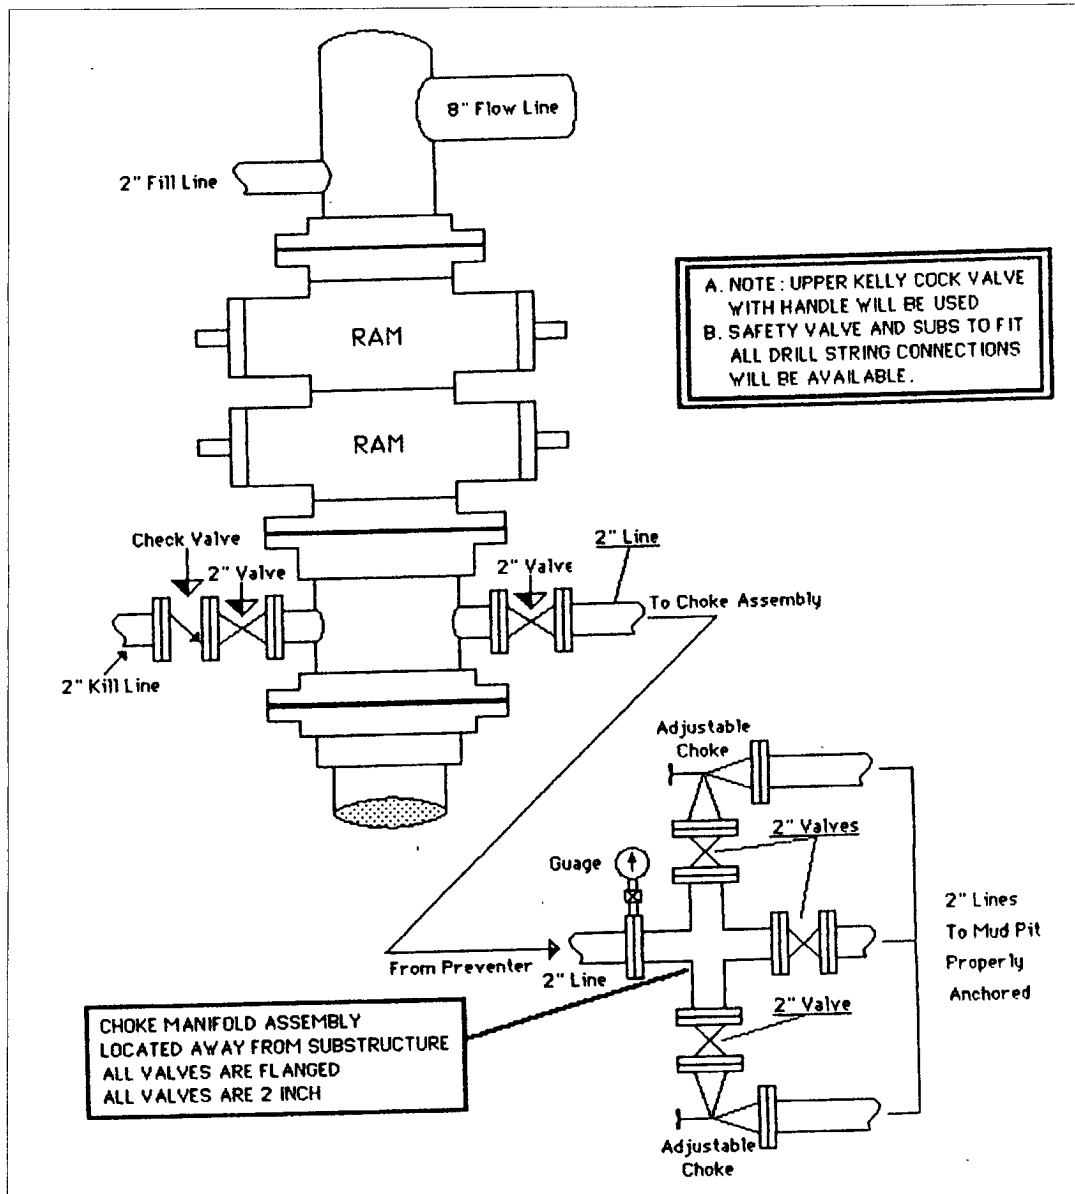 8" Flow Line
2" Fill Line
A. NOTE: UPPER KELLY COCK VALVE
WITH HANDLE WILL BE USED
B. SAFETY VALVE AND SUBS TO FIT
ALL DRILL STRING CONNECTIONS
WILL BE AVAILABLE.
RAM
RAM
Check Valve
2" Valve
2" Valve
2" Line
To Choke Assembly
2" Kill Line
Adjustable
Choke
2" Valves
Guage
2" Lines
To Mud Pit
Properly
Anchored
From Preventer
2" Line
2" Valve
CHOKE MANIFOLD ASSEMBLY
LOCATED AWAY FROM SUBSTRUCTURE
ALL VALVES ARE FLANGED
ALL VALVES ARE 2 INCH
Adjustable
Choke